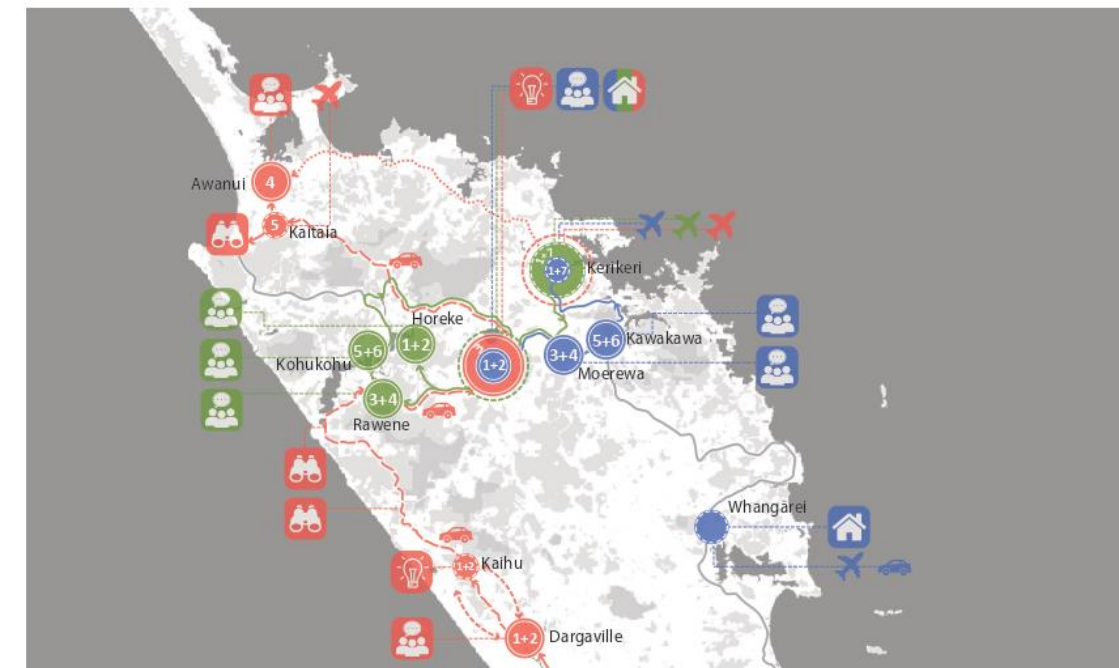 Awanui
4
5
Kaitaia
1+7
Kerikeri
Horeke
1+2
5+6
Kohukohu
3+4
Rawene
1+2
3+4
Moerewa
5+6
Kawakawa
Whangārei
1+2
Kaihu
1+2
Dargaville